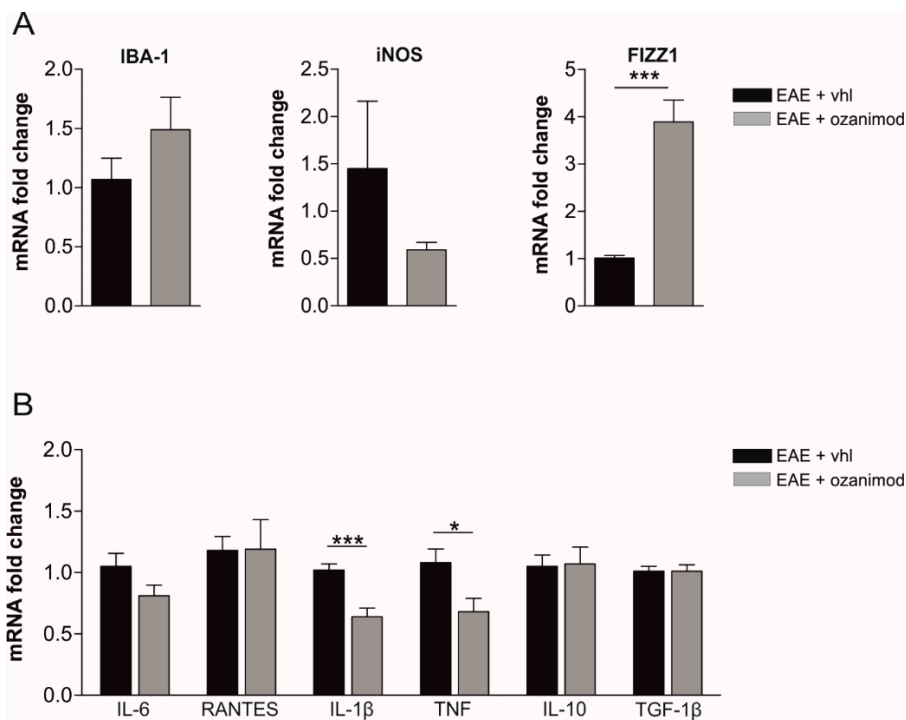 A
IBA-1
iNOS
FIZZ1
mRNA fold change
2.0
1.5
1.0
0.5
0.0
mRNA fold change
2.5
2.0
1.5
1.0
0.5
0.0
mRNA fold change
5
4
3
2
1
0
***
EAE + vhl
EAE + ozanimod
B
mRNA fold change
2.0
1.5
1.0
0.5
0.0
***
*
EAE + vhl
EAE + ozanimod
IL-6 RANTES IL-1β TNF IL-10 TGF-1β